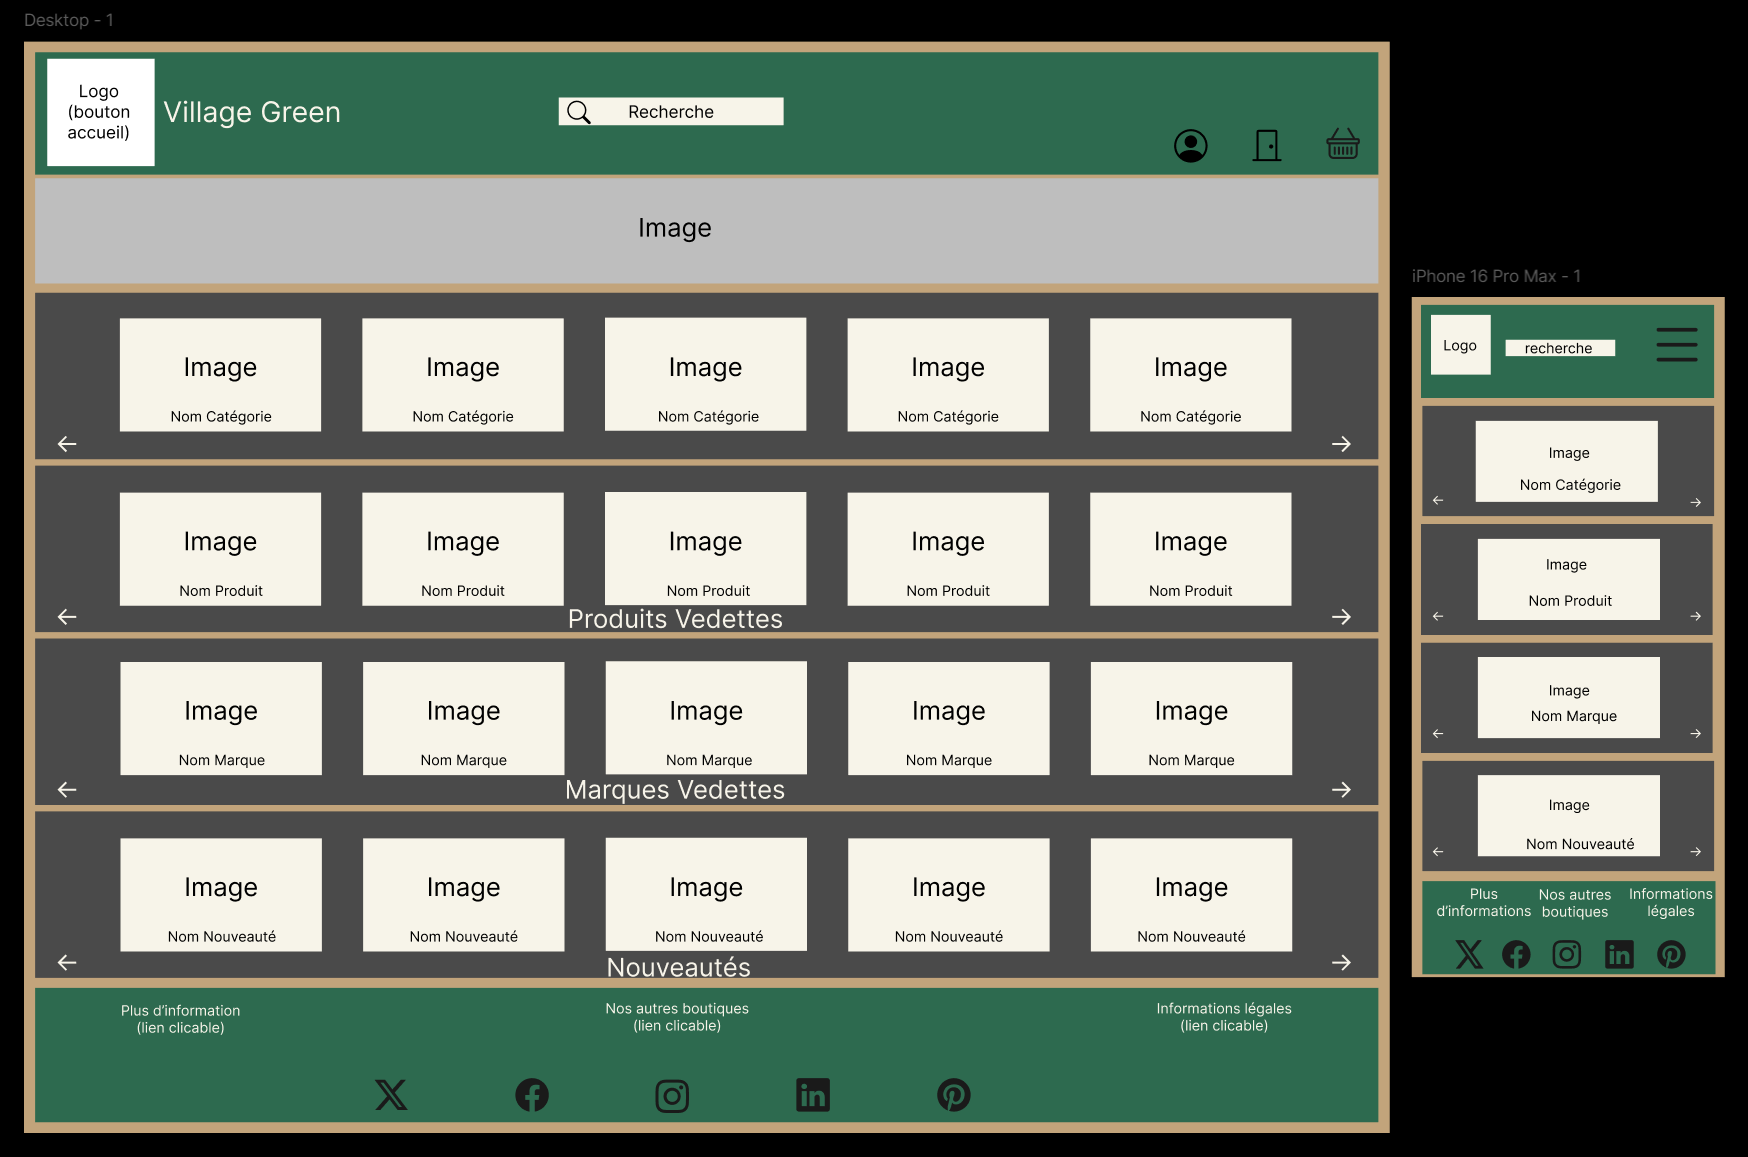 Desktop - 1
Logo
(bouton
accueil)
Village Green
Recherche
Image
Image
Image
Image
Image
Image
Nom Catégorie
Nom Catégorie
Nom Catégorie
Nom Catégorie
Nom Catégorie
Image
Image
Image
Image
Image
Nom Produit
Nom Produit
Nom Produit
Nom Produit
Nom Produit
Produits Vedettes
Image
Image
Image
Image
Image
Nom Marque
Nom Marque
Nom Marque
Nom Marque
Nom Marque
Marques Vedettes
Image
Image
Image
Image
Image
Nom Nouveauté
Nom Nouveauté
Nom Nouveauté
Nom Nouveauté
Nom Nouveauté
Nouveautés
Plus d'information
(lien clicable)
Nos autres boutiques
(lien clicable)
Informations légales
(lien clicable)
iPhone 16 Pro Max - 1
Logo
recherche
Image
Nom Catégorie
Image
Nom Produit
Image
Nom Marque
Image
Nom Nouveauté
Plus
d'informations
Nos autres
boutiques
Informations
légales